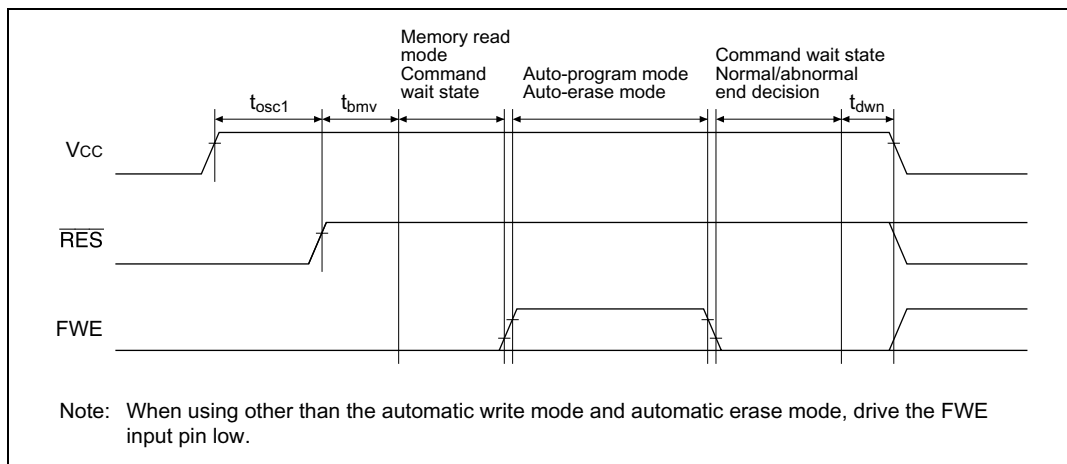 Memory read
mode
Command
wait state
Auto-program mode
Auto-erase mode
Command wait state
Normal/abnormal
end decision
tosc1
tbmv
tdwn
VCC
RES
FWE
Note: When using other than the automatic write mode and automatic erase mode, drive the FWE
input pin low.